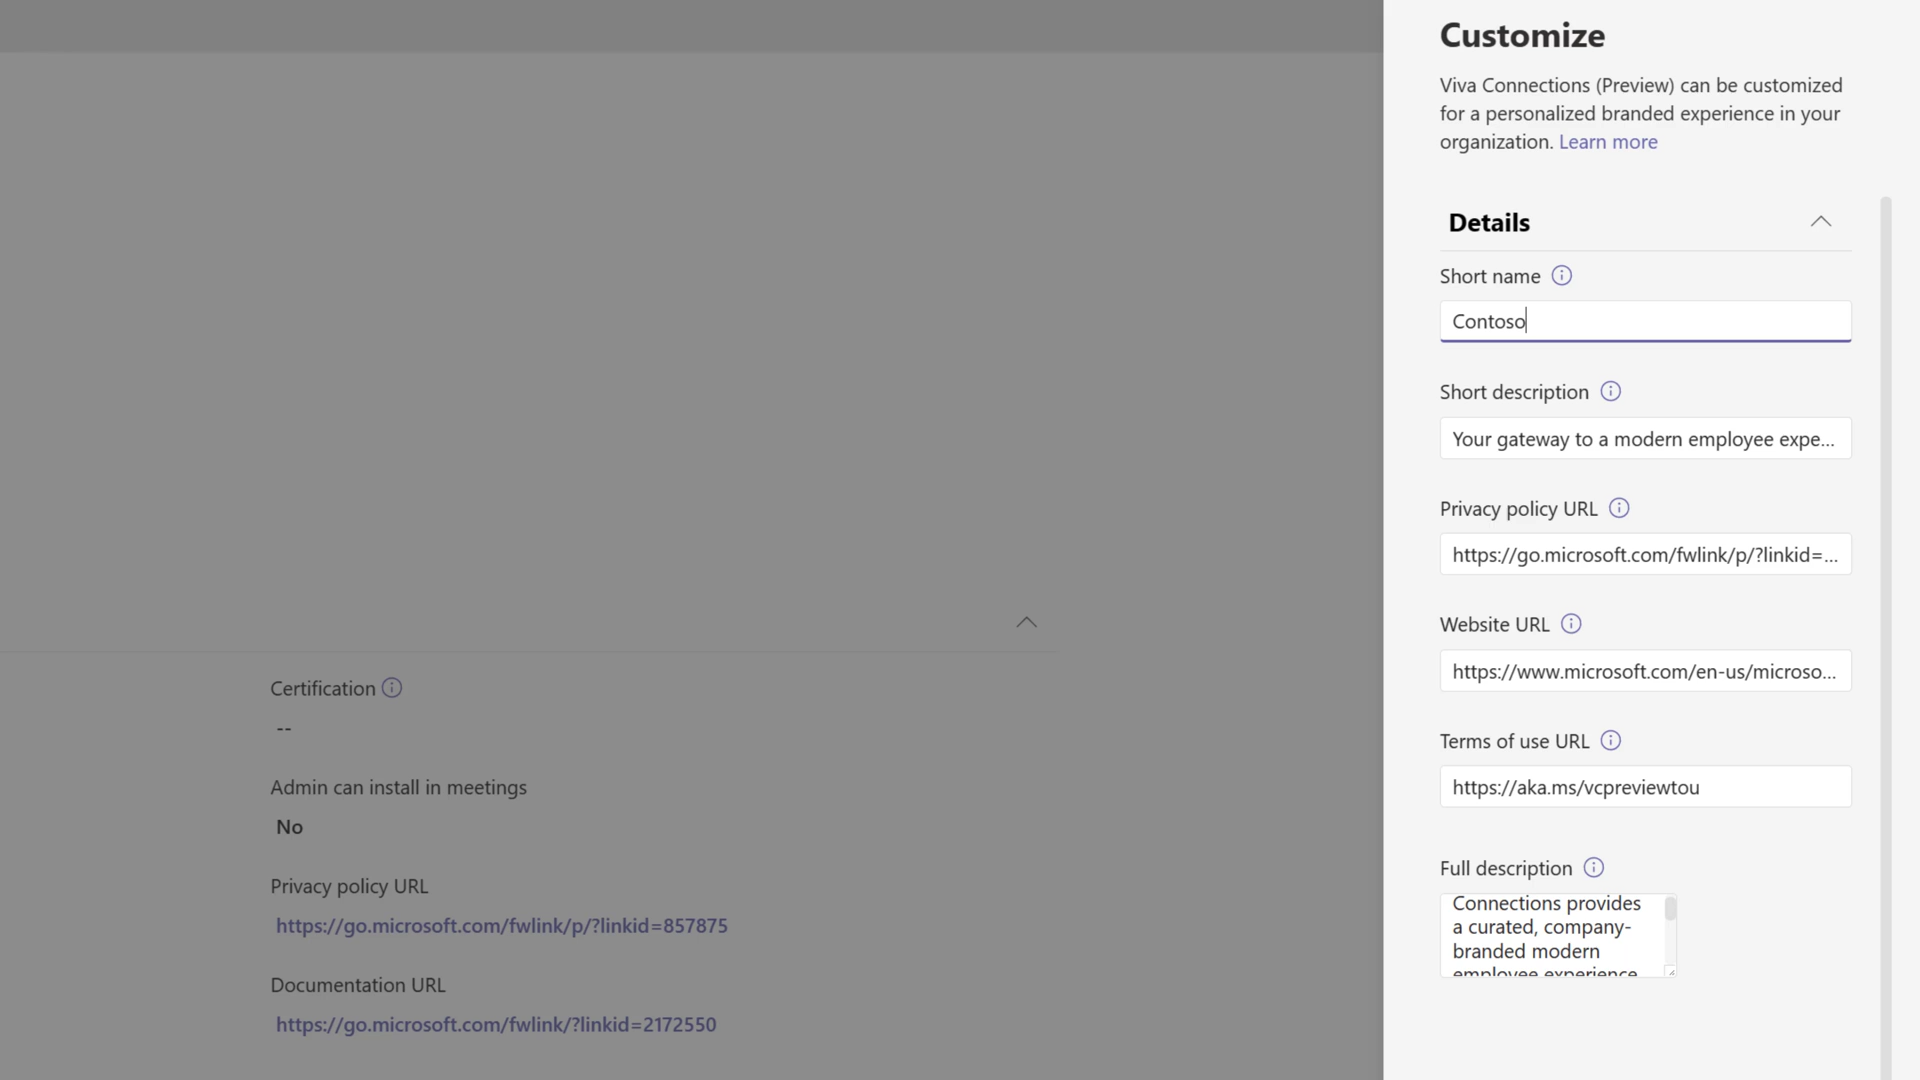 Customize
Viva Connections (Preview) can be customized
for a personalized branded experience in your
organization. Learn more
Details
Short name
Contoso
Short description
Your gateway to a modern employee expe...
Privacy policy URL
https://go.microsoft.com/fwlink/p/?linkid=...
Website URL
https://www.microsoft.com/en-us/microso...
Terms of use URL
https://aka.ms/vcpreviewtou
Full description
Connections provides
a curated, company-
branded modern
employee experience
Certification
--
Admin can install in meetings
No
Privacy policy URL
https://go.microsoft.com/fwlink/p/?linkid=857875
Documentation URL
https://go.microsoft.com/fwlink/?linkid=2172550